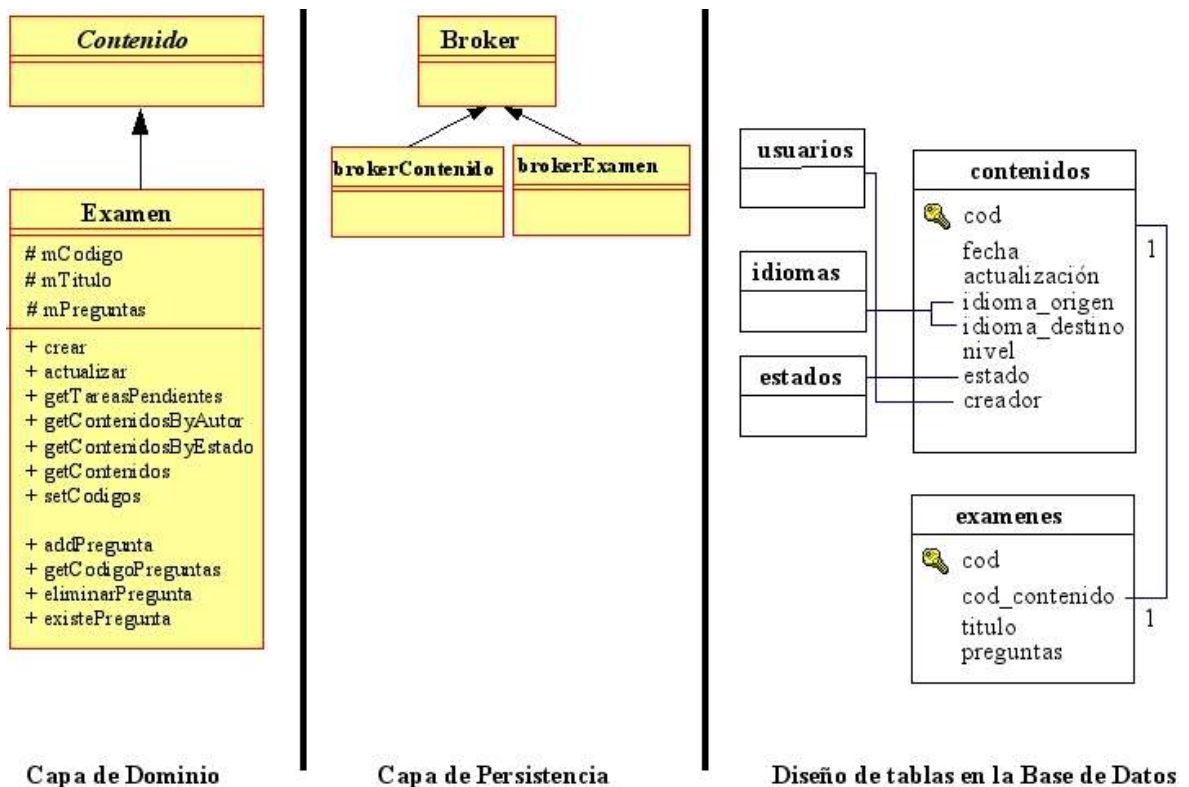 Contenido
Examen
# mCodigo
# mTitulo
# mPreguntas
+ crear
+ actualizar
+ getTareasPendientes
+ getContenidosByAutor
+ getContenidosByEstado
+ getContenidos
+ setCodigos
+ addPregunta
+ getCodigoPreguntas
+ eliminarPregunta
+ existePregunta
Capa de Dominio
Broker
brokerContenido
brokerExamen
Capa de Persistencia
usuarios
idiomas
estados
contenidos
cod
fecha
actualización
idioma_origen
idioma_destino
nivel
estado
creador
1
examenes
cod
cod_contenido
titulo
preguntas
1
Diseño de tablas en la Base de Datos